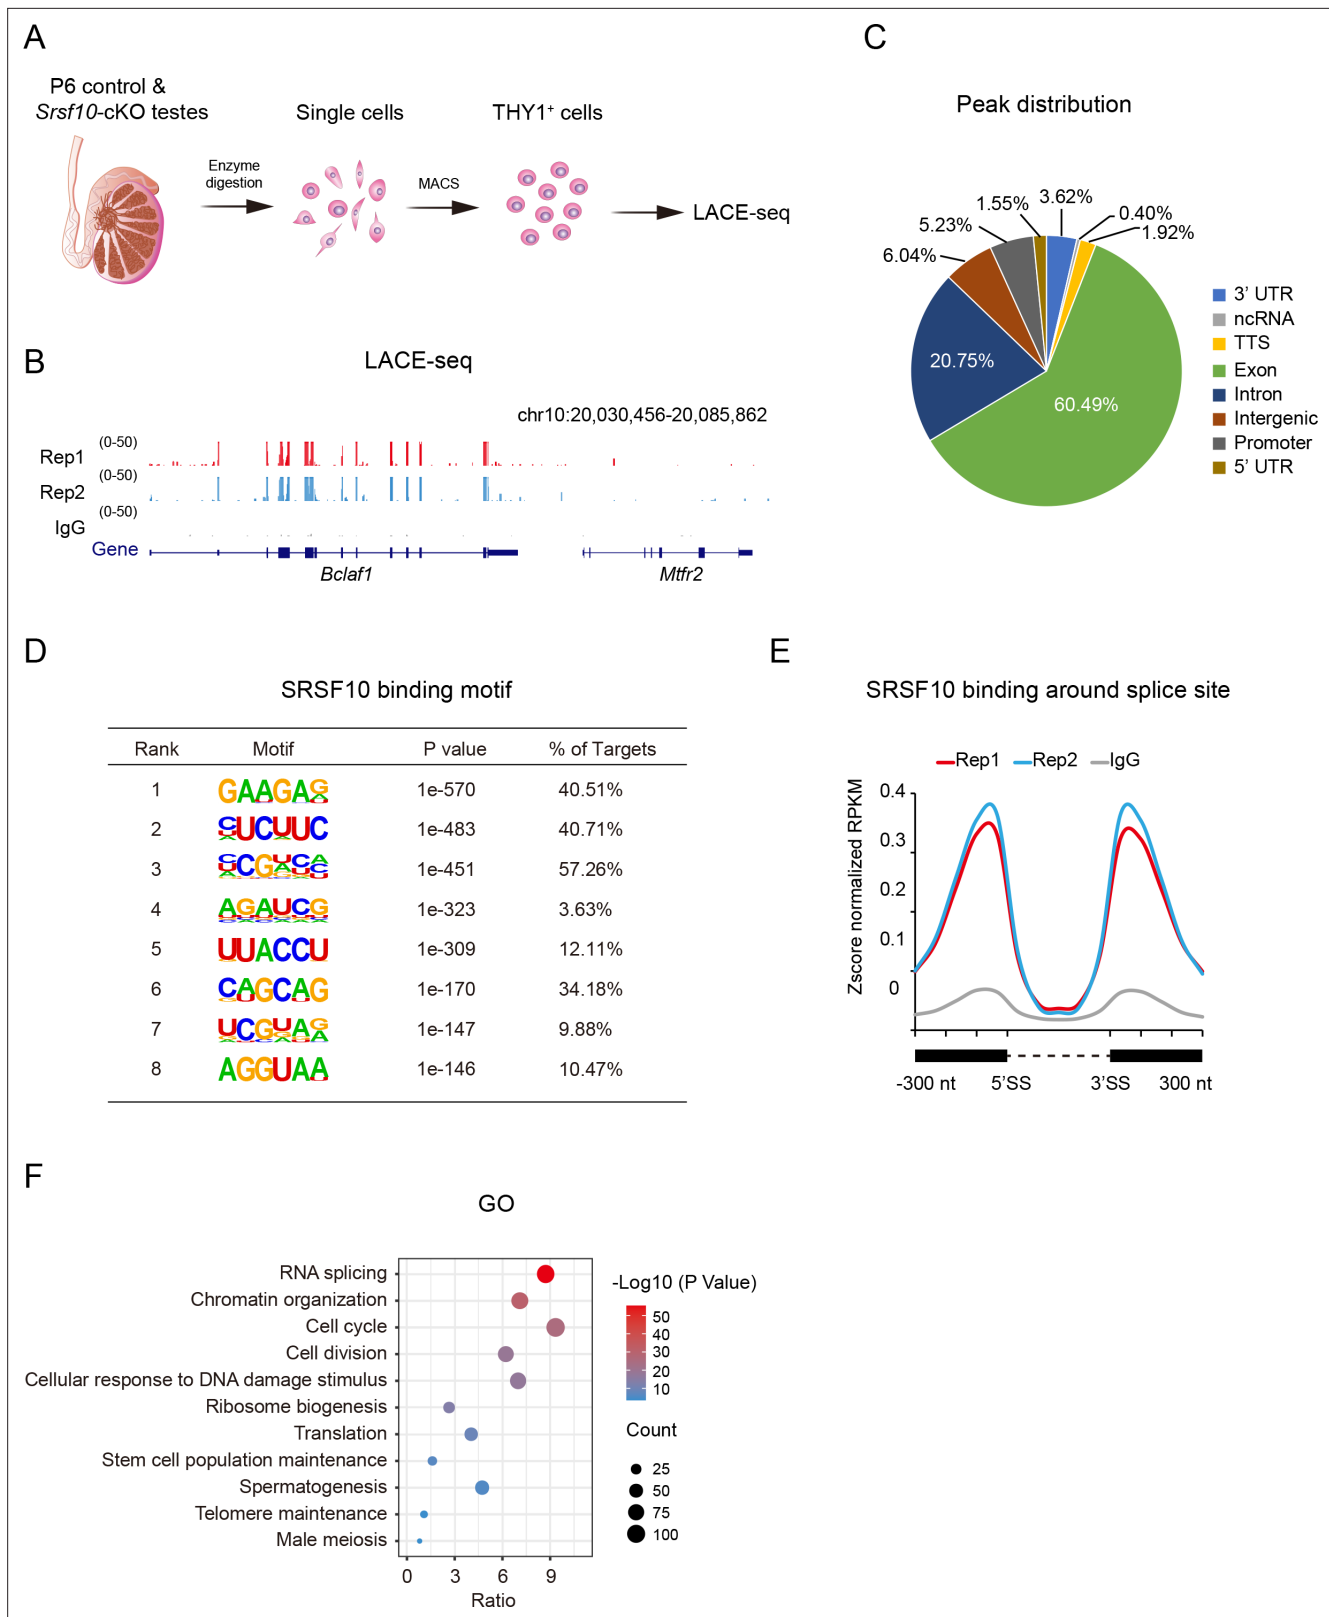 A
P6 control &
Srsf10-cKO testes
Single cells
THY1+ cells
Enzyme
digestion
MACS
LACE-seq
B
LACE-seq
chr10:20,030,456-20,085,862
Rep1
(0-50)
Rep2
(0-50)
IgG
(0-50)
Gene
Bclaf1
Mtfr2
C
Peak distribution
1.55%
3.62%
0.40%
1.92%
5.23%
6.04%
20.75%
60.49%
3' UTR
ncRNA
TTS
Exon
Intron
Intergenic
Promoter
5' UTR
D
SRSF10 binding motif
Rank Motif P value % of Targets
1 GAAGAG 1e-570 40.51%
2 CUCUUC 1e-483 40.71%
3 CCGUCA 1e-451 57.26%
4 AGAUCG 1e-323 3.63%
5 UUACCU 1e-309 12.11%
6 CAGCAG 1e-170 34.18%
7 UCGUAG 1e-147 9.88%
8 AGGUAA 1e-146 10.47%
E
SRSF10 binding around splice site
Rep1 Rep2 IgG
Zscore normalized RPKM
0.4
0.3
0.2
0.1
0
-300 nt 5'SS 3'SS 300 nt
F
GO
RNA splicing
Chromatin organization
Cell cycle
Cell division
Cellular response to DNA damage stimulus
Ribosome biogenesis
Translation
Stem cell population maintenance
Spermatogenesis
Telomere maintenance
Male meiosis
0 3 6 9
Ratio
-Log10 (P Value)
50
40
30
20
10
Count
25
50
75
100